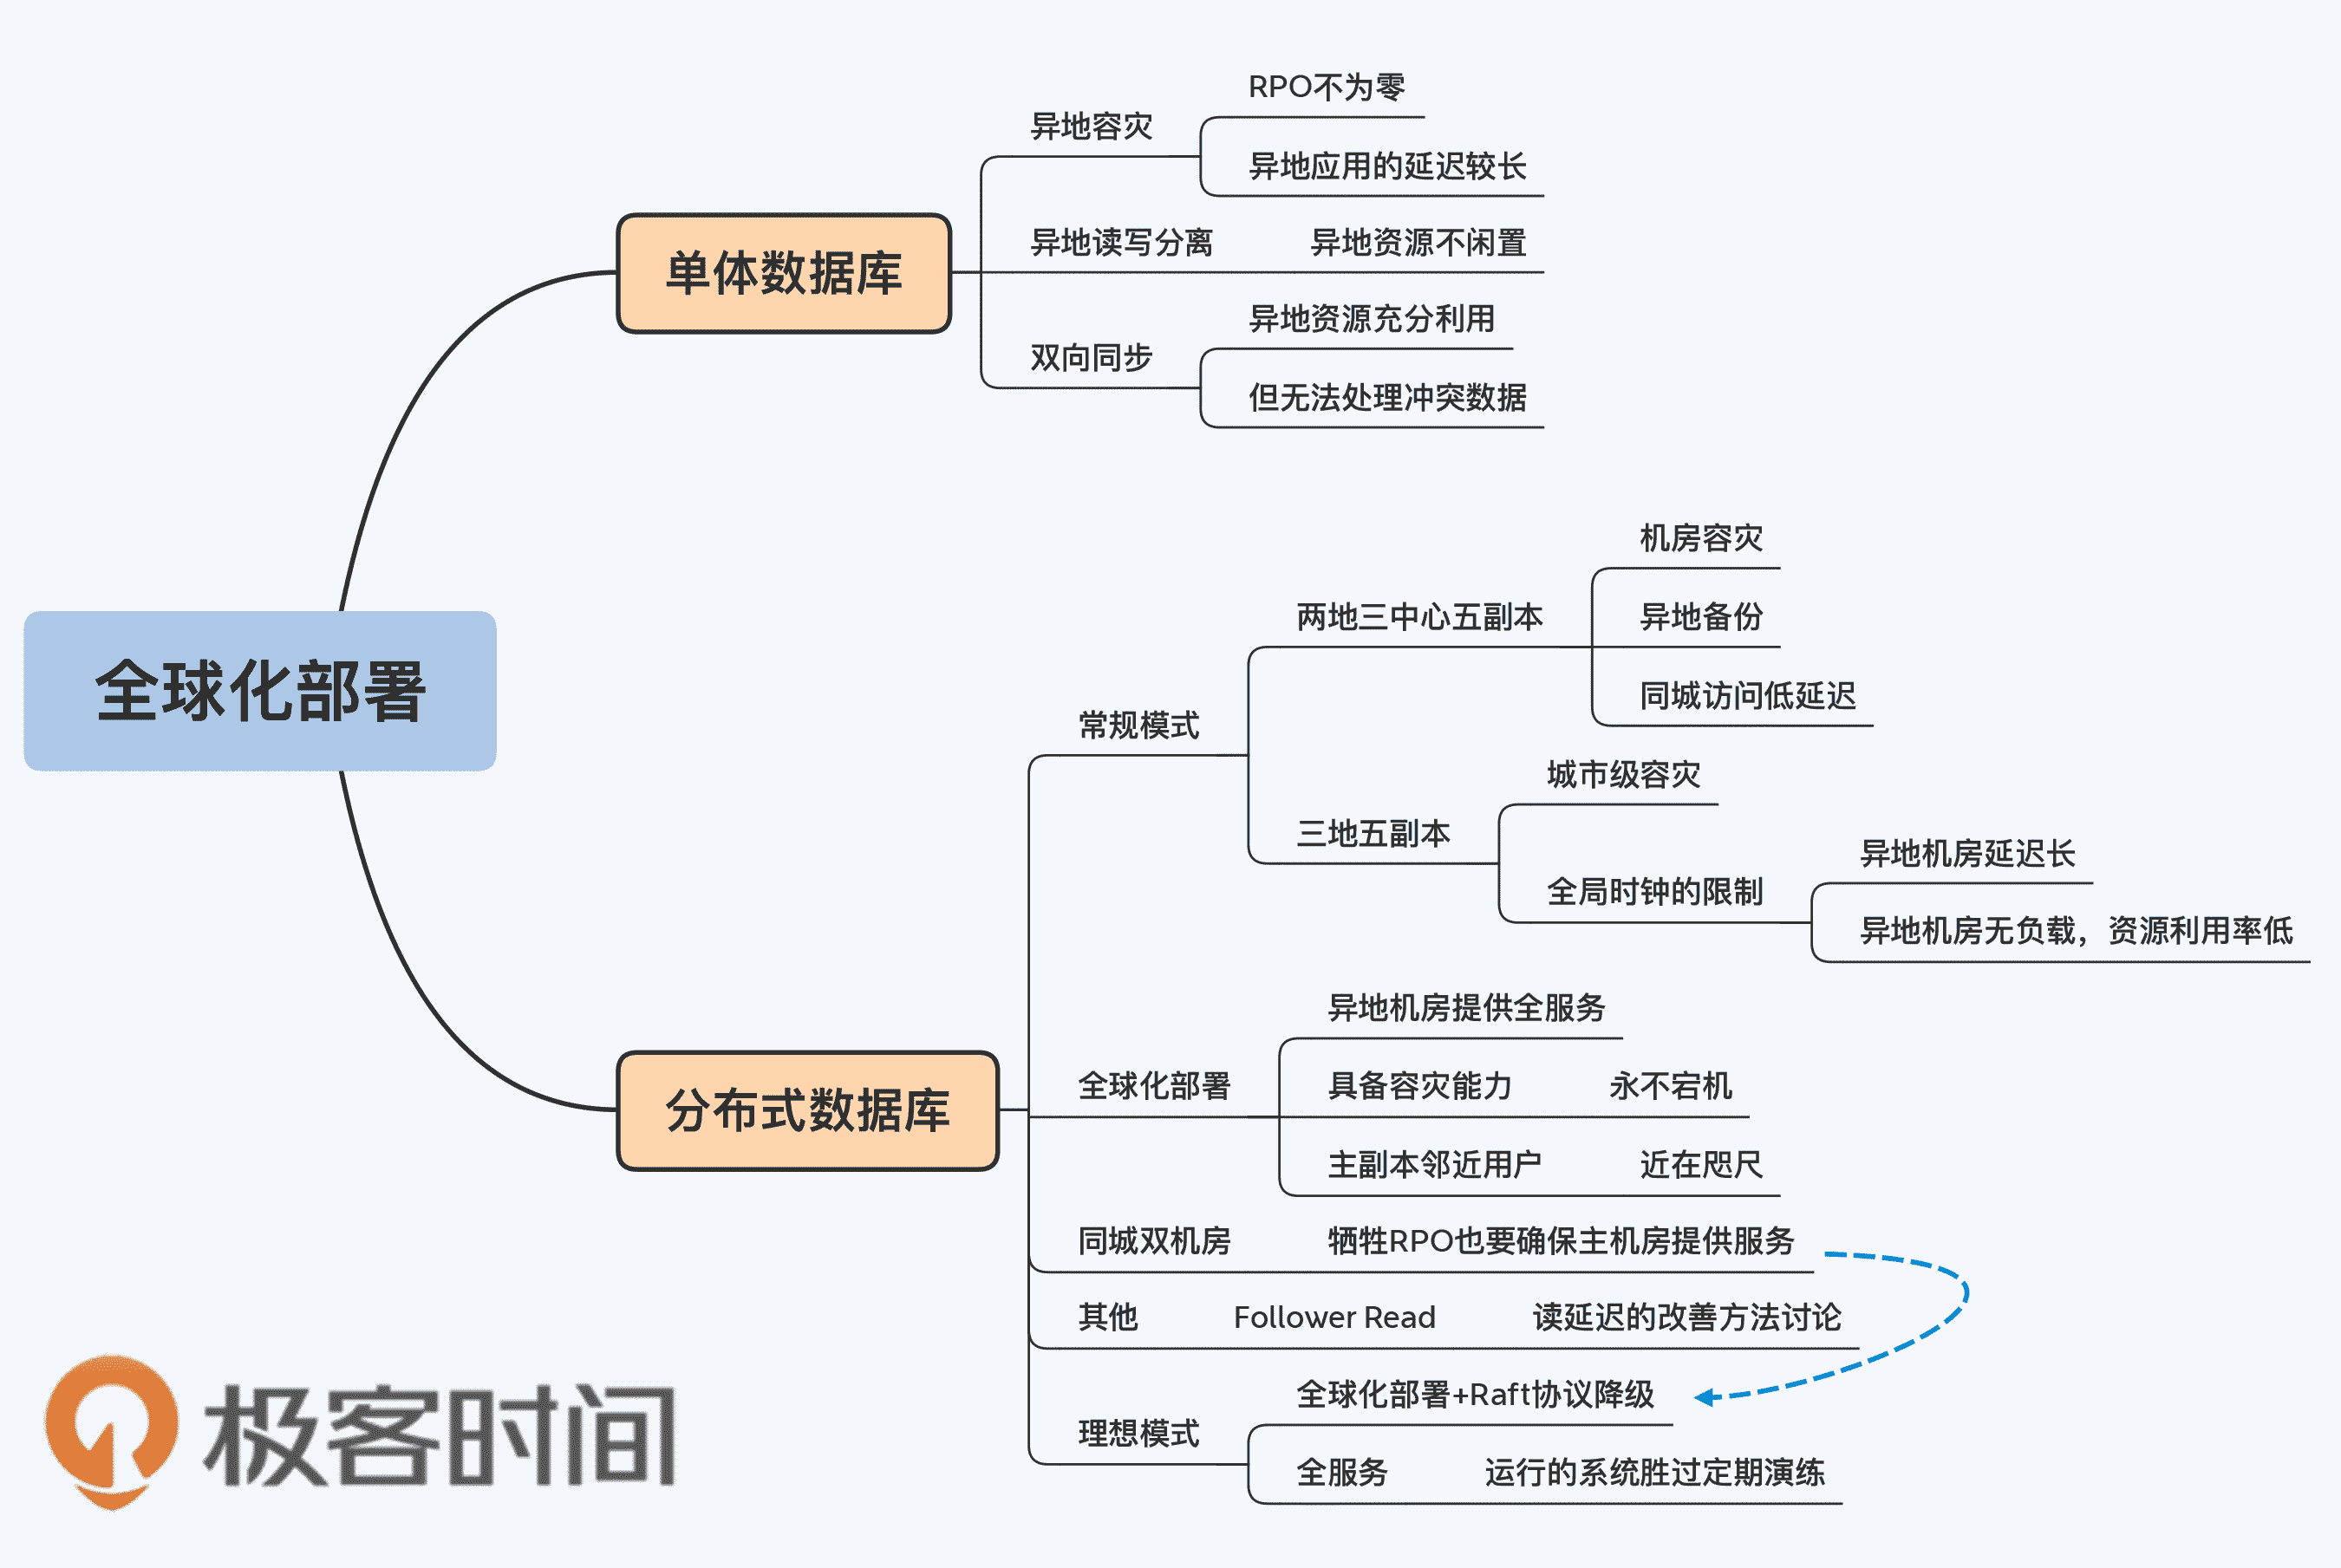 全球化部署
单体数据库
异地容灾
RPO不为零
异地应用的延迟较长
异地读写分离
异地资源不闲置
双向同步
异地资源充分利用
但无法处理冲突数据
分布式数据库
常规模式
两地三中心五副本
机房容灾
异地备份
同城访问低延迟
三地五副本
城市级容灾
全局时钟的限制
异地机房延迟长
异地机房无负载，资源利用率低
全球化部署
异地机房提供全服务
具备容灾能力
永不宕机
主副本邻近用户
近在咫尺
同城双机房
牺牲RPO也要确保主机房提供服务
其他
Follower Read
读延迟的改善方法讨论
理想模式
全球化部署+Raft协议降级
全服务
运行的系统胜过定期演练
极客时间